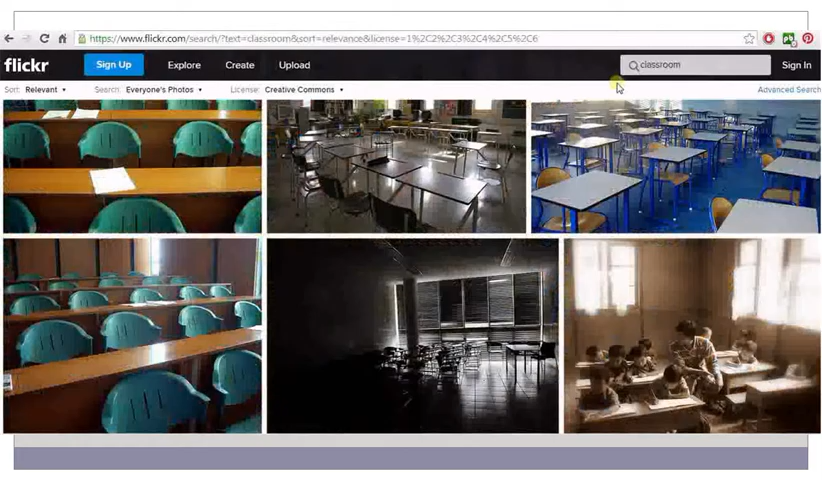 https://www.flickr.com/search/?text=classroom&sort=relevance&license=1%2C2%2C3%2C4%2C5%2C6
flickr Sign Up Explore Create Upload classroom Sign In
Sort: Relevant Search: Everyone's Photos License: Creative Commons Advanced Search